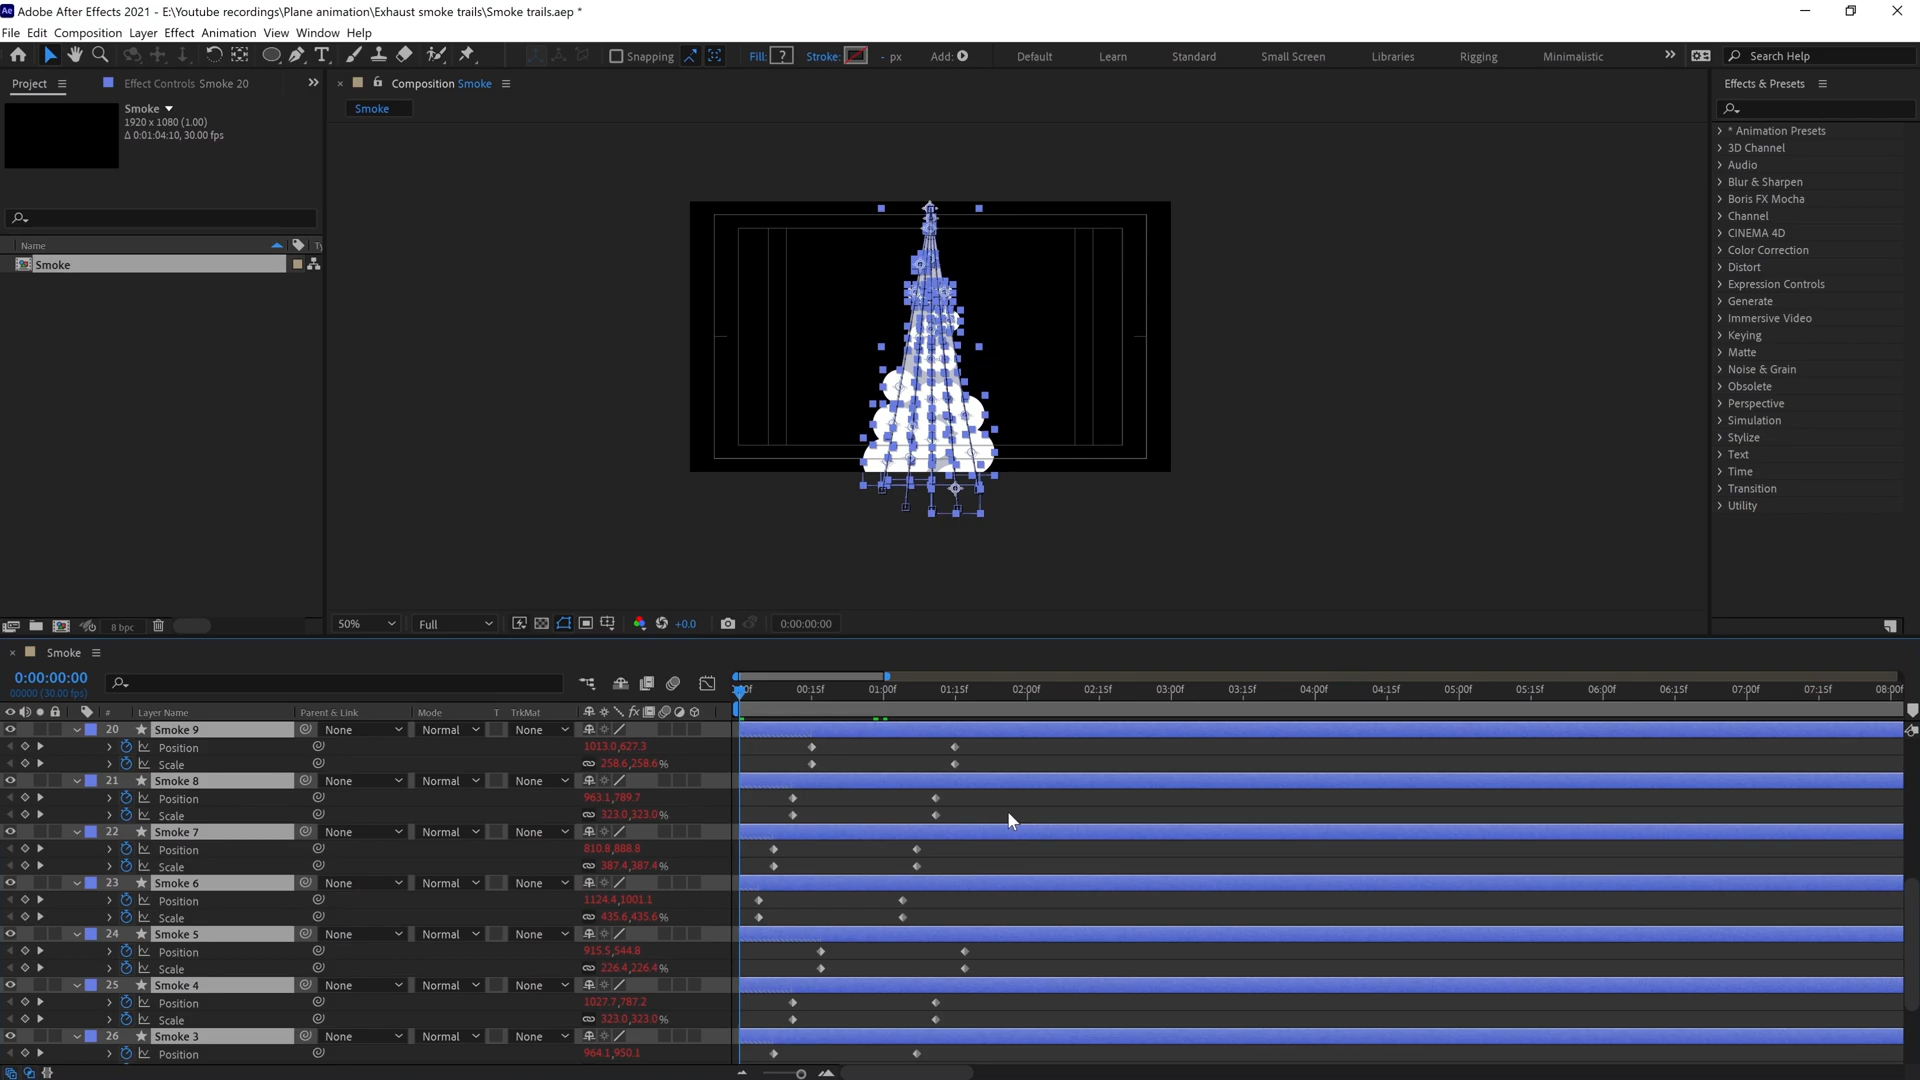 Adobe After Effects 2021 - E:\Youtube recordings\Plane animation\Exhaust smoke trails\Smoke trails.aep *
File Edit Composition Layer Effect Animation View Window Help
Snapping Fill: ? Stroke: - px Add: Default Learn Standard Small Screen Libraries Rigging Minimalistic Search Help
Project Effect Controls Smoke 20 Composition Smoke Effects & Presets
Smoke
1920 x 1080 (1.00)
Δ 0:01:04:10, 30.00 fps
Smoke
Name Ty
Smoke
* Animation Presets
3D Channel
Audio
Blur & Sharpen
Boris FX Mocha
Channel
CINEMA 4D
Color Correction
Distort
Expression Controls
Generate
Immersive Video
Keying
Matte
Noise & Grain
Obsolete
Perspective
Simulation
Stylize
Text
Time
Transition
Utility
8 bpc 50% Full +0.0 0:00:00:00
Smoke
0:00:00:00
00000 (30.00 fps)
00:15f 01:00f 01:15f 02:00f 02:15f 03:00f 03:15f 04:00f 04:15f 05:00f 05:15f 06:00f 06:15f 07:00f 07:15f 08:00f
# Layer Name Parent & Link Mode T TrkMat
20 Smoke 9 None Normal None
Position 1013.0,627.3
Scale 258.6,258.6%
21 Smoke 8 None Normal None
Position 963.1,789.7
Scale 323.0,323.0%
22 Smoke 7 None Normal None
Position 810.8,888.8
Scale 387.4,387.4%
23 Smoke 6 None Normal None
Position 1124.4,1001.1
Scale 435.6,435.6%
24 Smoke 5 None Normal None
Position 915.5,544.8
Scale 226.4,226.4%
25 Smoke 4 None Normal None
Position 1027.7,787.2
Scale 323.0,323.0%
26 Smoke 3 None Normal None
Position 964.1,950.1